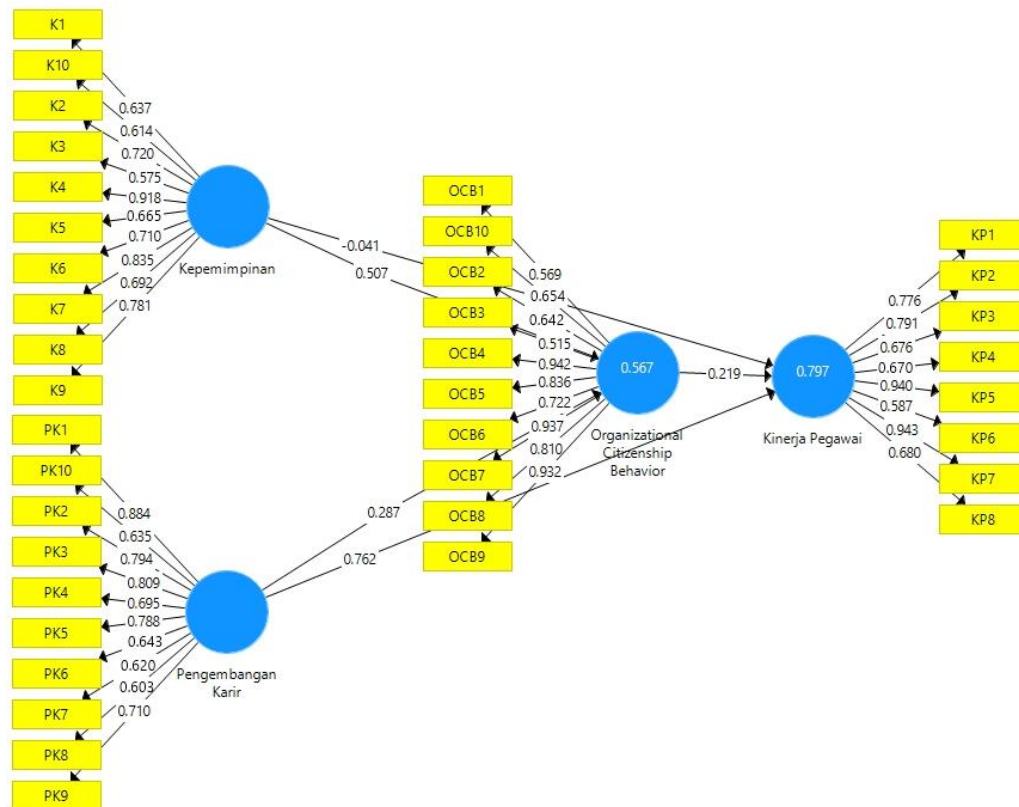 K1
K10
K2
K3
K4
K5
K6
K7
K8
K9
0.637
0.614
0.720
0.575
0.918
0.665
0.710
0.835
0.692
0.781
Kepemimpinan
PK1
PK10
PK2
PK3
PK4
PK5
PK6
PK7
PK8
PK9
0.884
0.635
0.794
0.809
0.695
0.788
0.643
0.620
0.603
0.710
Pengembangan
Karir
-0.041
0.507
0.287
0.762
OCB1
OCB10
OCB2
OCB3
OCB4
OCB5
OCB6
OCB7
OCB8
OCB9
0.569
0.654
0.642
0.515
0.942
0.836
0.722
0.937
0.810
0.932
0.567
Organizational
Citizenship
Behavior
0.219
0.797
Kinerja Pegawai
0.776
0.791
0.676
0.670
0.940
0.587
0.943
0.680
KP1
KP2
KP3
KP4
KP5
KP6
KP7
KP8